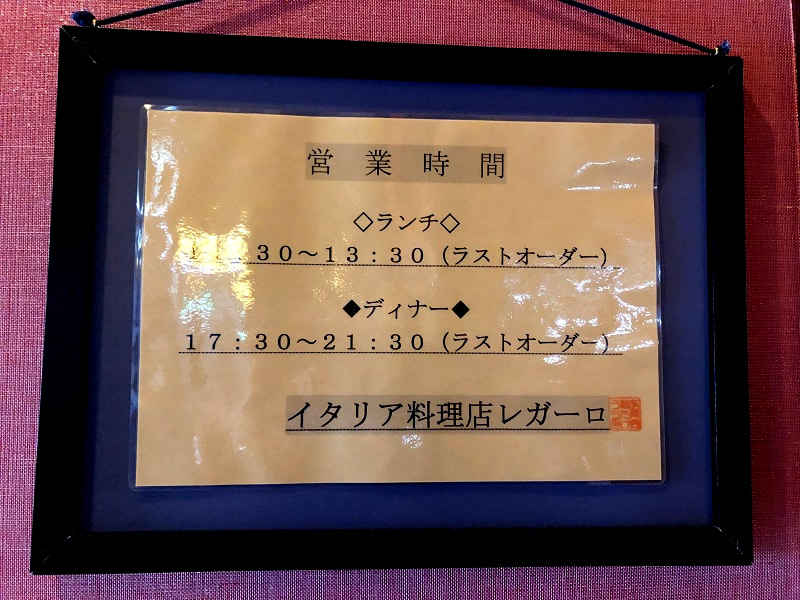 営業時間
◇ランチ◇
30～13：30（ラストオーダー）
◆ディナー◆
17：30～21：30（ラストオーダー）
イタリア料理店レガーロ